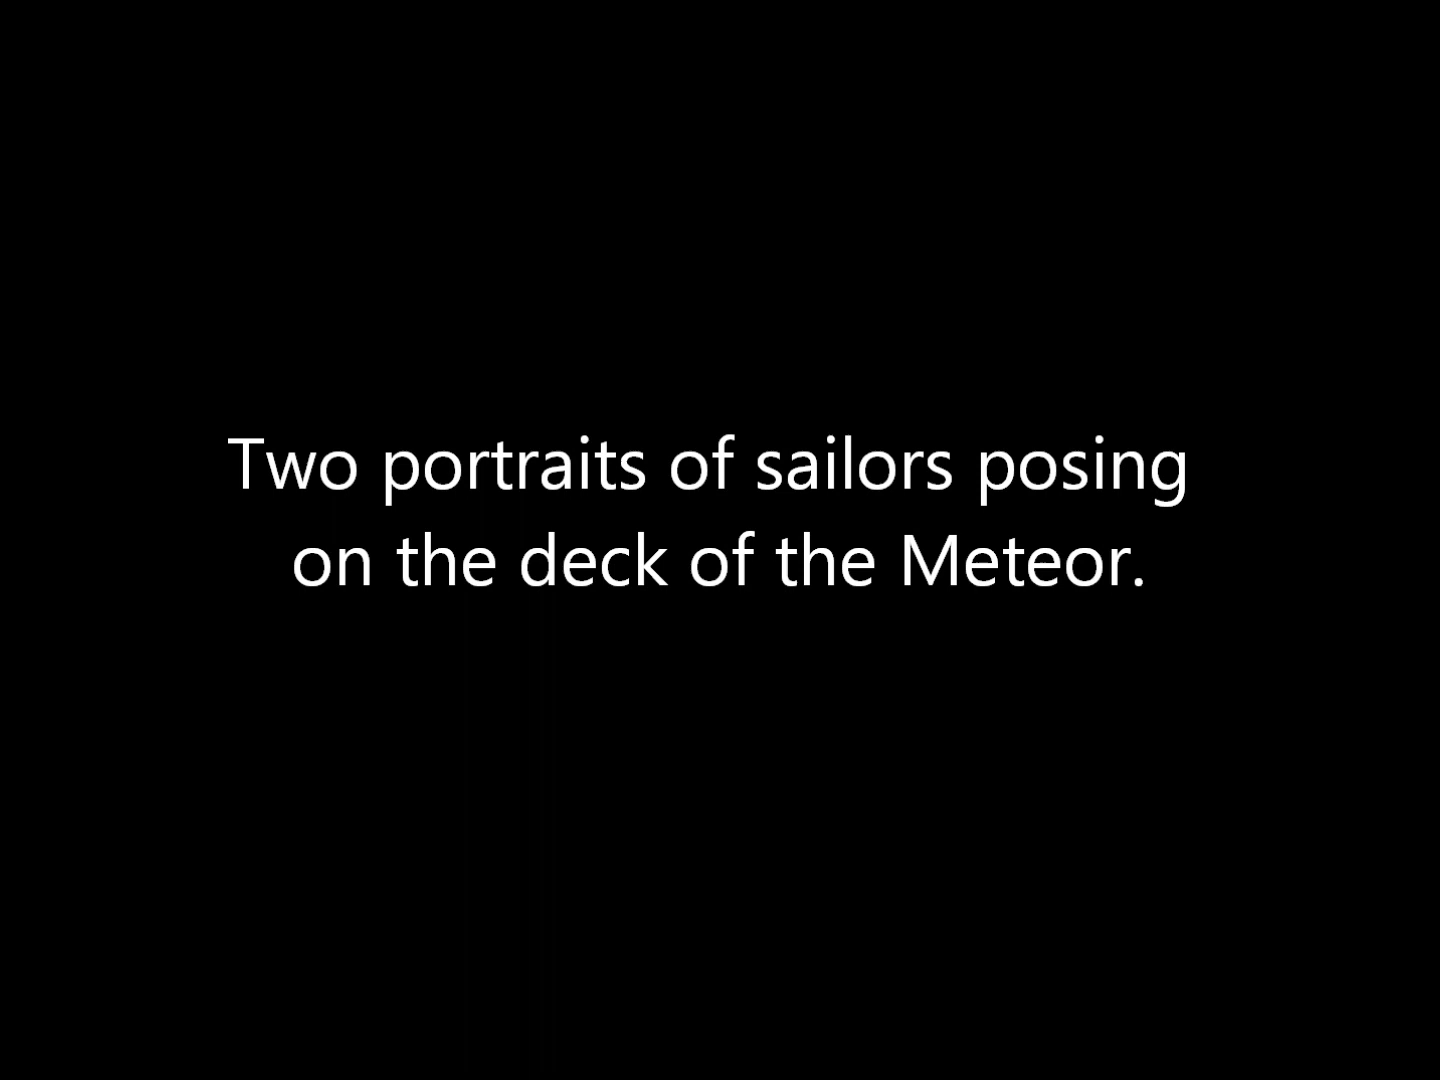 Two portraits of sailors posing
on the deck of the Meteor.